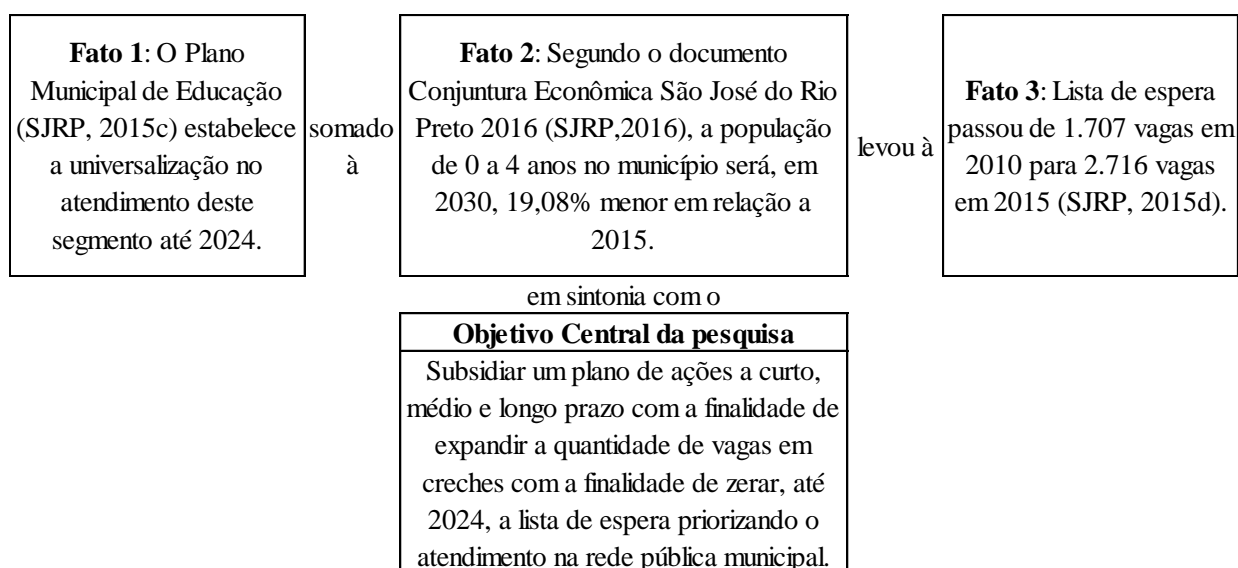 Fato 1: O Plano
Municipal de Educação
(SJRP, 2015c) estabelece
a universalização no
atendimento deste
segmento até 2024.
somado
à
Fato 2: Segundo o documento
Conjuntura Econômica São José do Rio
Preto 2016 (SJRP,2016), a população
de 0 a 4 anos no município será, em
2030, 19,08% menor em relação a
2015.
levou à
Fato 3: Lista de espera
passou de 1.707 vagas em
2010 para 2.716 vagas
em 2015 (SJRP, 2015d).
em sintonia com o
Objetivo Central da pesquisa
Subsidiar um plano de ações a curto,
médio e longo prazo com a finalidade de
expandir a quantidade de vagas em
creches com a finalidade de zerar, até
2024, a lista de espera priorizando o
atendimento na rede pública municipal.